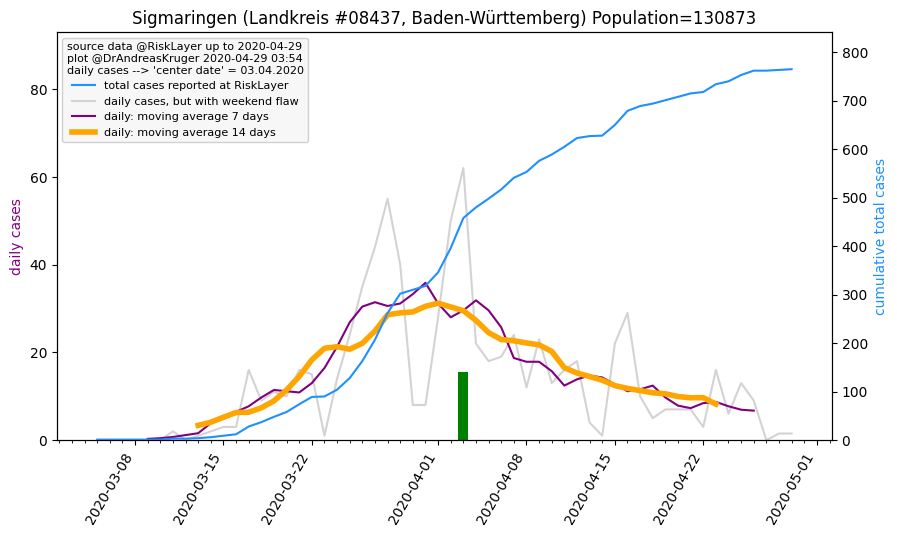 Sigmaringen (Landkreis #08437, Baden-Württemberg) Population=130873
source data @RiskLayer up to 2020-04-29
plot @DrAndreasKruger 2020-04-29 03:54
daily cases --> 'center date' = 03.04.2020
total cases reported at RiskLayer
daily cases, but with weekend flaw
daily: moving average 7 days
daily: moving average 14 days
daily cases
80
60
40
20
0
cumulative total cases
800
700
600
500
400
300
200
100
0
2020-03-08
2020-03-15
2020-03-22
2020-04-01
2020-04-08
2020-04-15
2020-04-22
2020-05-01